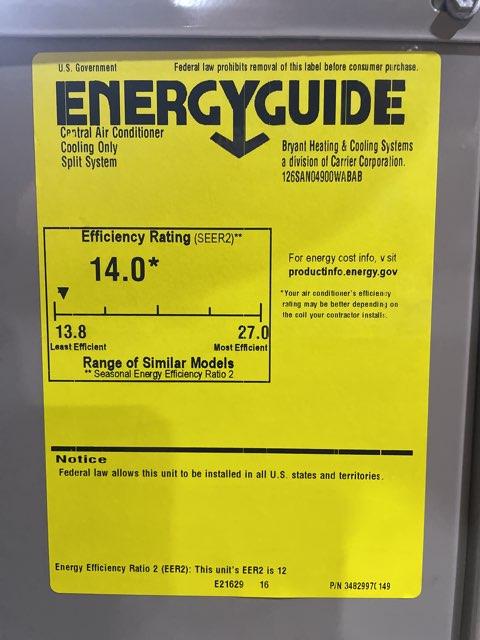 U.S. Government Federal law prohibits removal of this label before consumer purchase.
ENERGYGUIDE
Central Air Conditioner
Cooling Only
Split System
Bryant Heating & Cooling Systems
a division of Carrier Corporation.
126SAN04900WABAB
Efficiency Rating (SEER2)**
14.0*
13.8 27.0
Least Efficient Most Efficient
Range of Similar Models
** Seasonal Energy Efficiency Ratio 2
For energy cost info, visit
productinfo.energy.gov
*Your air conditioner's efficiency
rating may be better depending on
the coil your contractor installs.
Notice
Federal law allows this unit to be installed in all U.S. states and territories.
Energy Efficiency Ratio 2 (EER2): This unit's EER2 is 12
E21629 16 P/N 3482997( 149